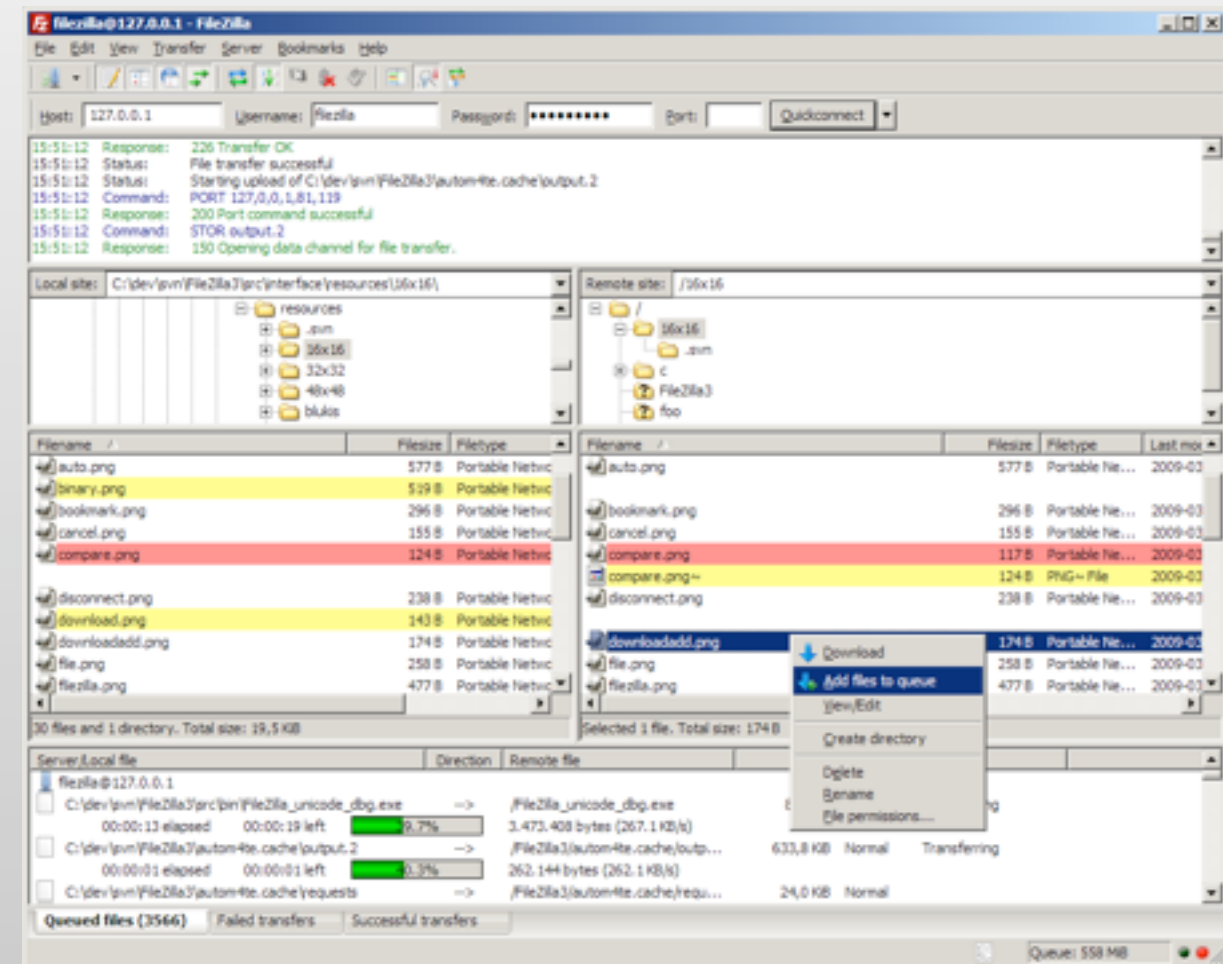 filezilla@127.0.0.1 - FileZilla
File Edit View Transfer Server Bookmarks Help
Host: 127.0.0.1 Username: filezilla Password: ●●●●●●●●● Port: Quickconnect
15:51:12 Response: 226 Transfer OK
15:51:12 Status: File transfer successful
15:51:12 Status: Starting upload of C:\dev\svn\FileZilla3\autom4te.cache\output.2
15:51:12 Command: PORT 127,0,0,1,81,119
15:51:12 Response: 200 Port command successful
15:51:12 Command: STOR output.2
15:51:12 Response: 150 Opening data channel for file transfer.
Local site: C:\dev\svn\FileZilla3\src\interface\resources\16x16\
resources
.svn
16x16
32x32
48x48
blukis
Remote site: /16x16
/
16x16
.svn
c
FileZilla3
foo
Filename / Filesize Filetype
auto.png 577 B Portable Netwo
binary.png 519 B Portable Netwo
bookmark.png 296 B Portable Netwo
cancel.png 155 B Portable Netwo
compare.png 124 B Portable Netwo
disconnect.png 238 B Portable Netwo
download.png 143 B Portable Netwo
downloadadd.png 174 B Portable Netwo
file.png 258 B Portable Netwo
filezilla.png 477 B Portable Netwo
30 files and 1 directory. Total size: 19,5 KiB
Filename / Filesize Filetype Last mod
auto.png 577 B Portable Ne... 2009-03
bookmark.png 296 B Portable Ne... 2009-03
cancel.png 155 B Portable Ne... 2009-03
compare.png 117 B Portable Ne... 2009-03
compare.png~ 124 B PNG~ File 2009-03
disconnect.png 238 B Portable Ne... 2009-03
downloadadd.png 174 B Portable Ne... 2009-03
file.png 258 B Portable Ne... 2009-03
filezilla.png 477 B Portable Ne... 2009-03
Selected 1 file. Total size: 174 B
Download
Add files to queue
View/Edit
Create directory
Delete
Rename
File permissions...
Server/Local file Direction Remote file
filezilla@127.0.0.1
C:\dev\svn\FileZilla3\src\bin\FileZilla_unicode_dbg.exe --> /FileZilla_unicode_dbg.exe
00:00:13 elapsed 00:00:19 left 39.7% 3.473.408 bytes (267.1 KB/s)
C:\dev\svn\FileZilla3\autom4te.cache\output.2 --> /FileZilla3/autom4te.cache/outp... 633,8 KiB Normal Transferring
00:00:01 elapsed 00:00:01 left 40.3% 262.144 bytes (262.1 KB/s)
C:\dev\svn\FileZilla3\autom4te.cache\requests --> /FileZilla3/autom4te.cache/requ... 24,0 KiB Normal
Queued files (3566) Failed transfers Successful transfers
Queue: 558 MiB